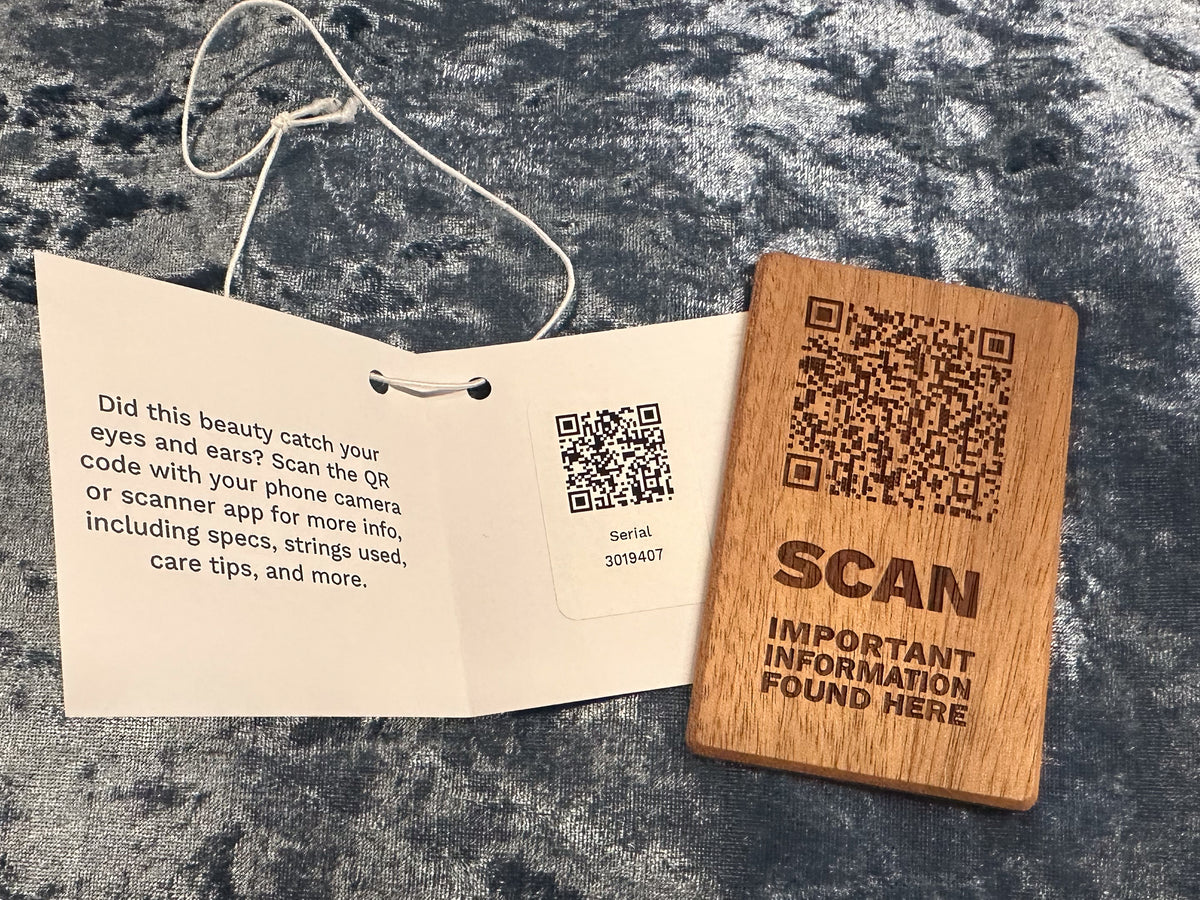 Did this beauty catch your
eyes and ears? Scan the QR
code with your phone camera
or scanner app for more info,
including specs, strings used,
care tips, and more.
Serial
3019407
SCAN
IMPORTANT
INFORMATION
FOUND HERE